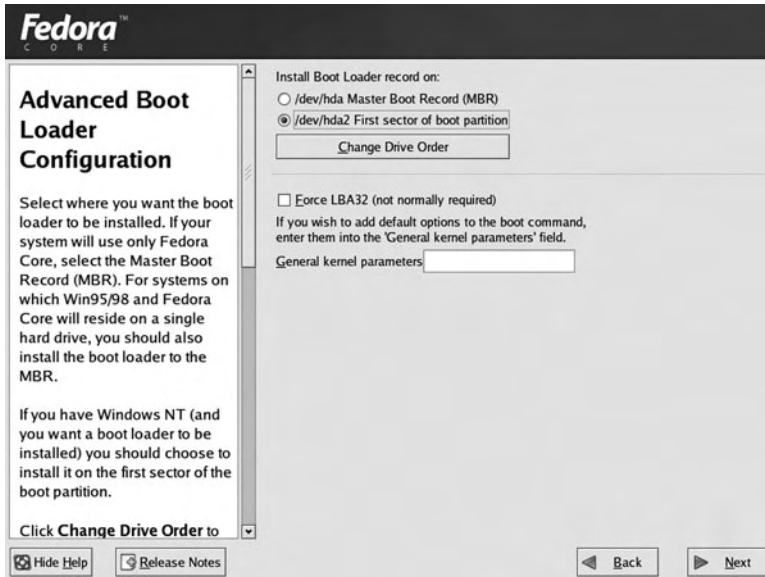 Fedora™
CORE
Advanced Boot
Loader
Configuration
Select where you want the boot
loader to be installed. If your
system will use only Fedora
Core, select the Master Boot
Record (MBR). For systems on
which Win95/98 and Fedora
Core will reside on a single
hard drive, you should also
install the boot loader to the
MBR.
If you have Windows NT (and
you want a boot loader to be
installed) you should choose to
install it on the first sector of the
boot partition.
Click Change Drive Order to
Install Boot Loader record on:
/dev/hda Master Boot Record (MBR)
/dev/hda2 First sector of boot partition
Change Drive Order
Force LBA32 (not normally required)
If you wish to add default options to the boot command,
enter them into the 'General kernel parameters' field.
General kernel parameters
Hide Help
Release Notes
Back
Next